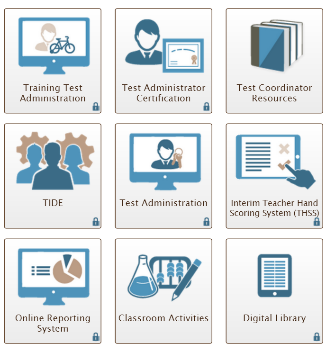 Training Test
Administration
Test Administrator
Certification
Test Coordinator
Resources
TIDE
Test Administration
Interim Teacher Hand
Scoring System (THSS)
Online Reporting
System
Classroom Activities
Digital Library